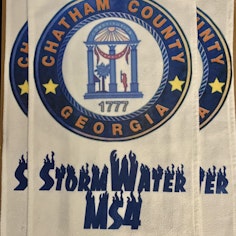 CHATHAM COUNTY
1777
GEORGIA
STORMWATER
MS4